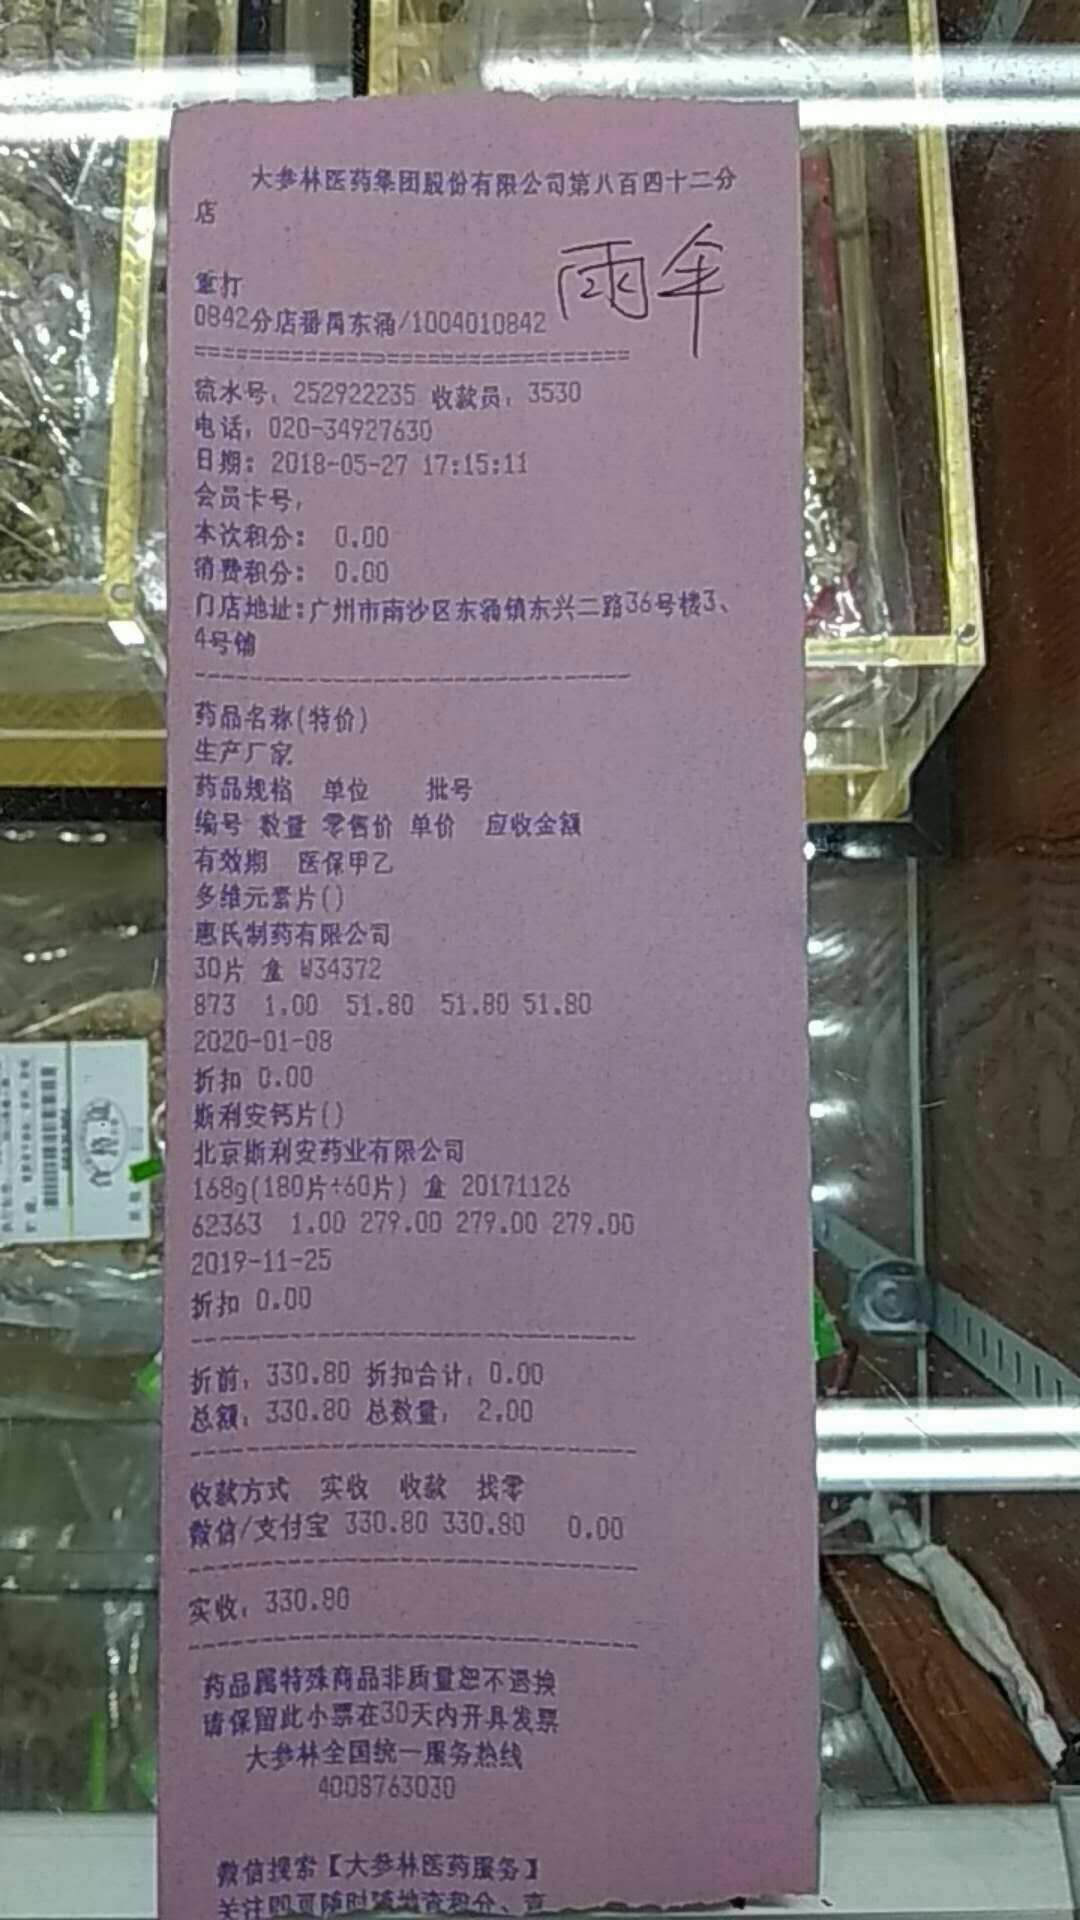 大参林医药集团股份有限公司第八百四十二分
店
雨伞
重打
0842分店番禺东涌/1004010842
================================
流水号：252922235 收款员：3530
电话：020-34927630
日期：2018-05-27 17:15:11
会员卡号：
本次积分： 0.00
消费积分： 0.00
门店地址：广州市南沙区东涌镇东兴二路36号楼3、
4号铺
--------------------------------
药品名称(特价)
生产厂家
药品规格 单位 批号
编号 数量 零售价 单价 应收金额
有效期 医保甲乙
多维元素片()
惠氏制药有限公司
30片 盒 W34372
873 1.00 51.80 51.80 51.80
2020-01-08
折扣 0.00
斯利安钙片()
北京斯利安药业有限公司
168g(180片+60片) 盒 20171126
62363 1.00 279.00 279.00 279.00
2019-11-25
折扣 0.00
--------------------------------
折前：330.80 折扣合计：0.00
总额：330.80 总数量： 2.00
--------------------------------
收款方式 实收 收款 找零
微信/支付宝 330.80 330.80 0.00
--------------------------------
实收：330.80
--------------------------------
药品属特殊商品非质量恕不退换
请保留此小票在30天内开具发票
大参林全国统一服务热线
4008763030
微信搜索【大参林医药服务】
关注即可随时随地查积分、查